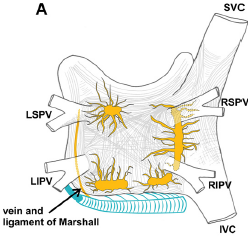 A
SVC
LSPV
RSPV
LIPV
RIPV
vein and
ligament of Marshall
IVC